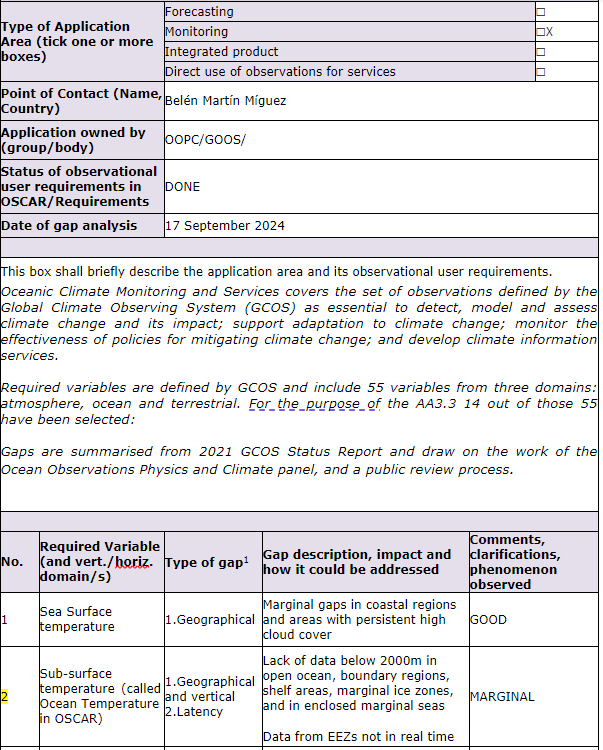 Type of Application
Area (tick one or more
boxes)
Forecasting ☐
Monitoring ☐X
Integrated product ☐
Direct use of observations for services ☐
Point of Contact (Name,
Country)
Belén Martín Míguez
Application owned by
(group/body)
OOPC/GOOS/
Status of observational
user requirements in
OSCAR/Requirements
DONE
Date of gap analysis
17 September 2024
This box shall briefly describe the application area and its observational user requirements.
Oceanic Climate Monitoring and Services covers the set of observations defined by the
Global Climate Observing System (GCOS) as essential to detect, model and assess
climate change and its impact; support adaptation to climate change; monitor the
effectiveness of policies for mitigating climate change; and develop climate information
services.
Required variables are defined by GCOS and include 55 variables from three domains:
atmosphere, ocean and terrestrial. For the purpose of the AA3.3 14 out of those 55
have been selected:
Gaps are summarised from 2021 GCOS Status Report and draw on the work of the
Ocean Observations Physics and Climate panel, and a public review process.
No.
Required Variable
(and vert./horiz.
domain/s)
Type of gap1
Gap description, impact and
how it could be addressed
Comments,
clarifications,
phenomenon
observed
1
Sea Surface
temperature
1.Geographical
Marginal gaps in coastal regions
and areas with persistent high
cloud cover
GOOD
2
Sub-surface
temperature (called
Ocean Temperature
in OSCAR)
1.Geographical
and vertical
2.Latency
Lack of data below 2000m in
open ocean, boundary regions,
shelf areas, marginal ice zones,
and in enclosed marginal seas
Data from EEZs not in real time
MARGINAL